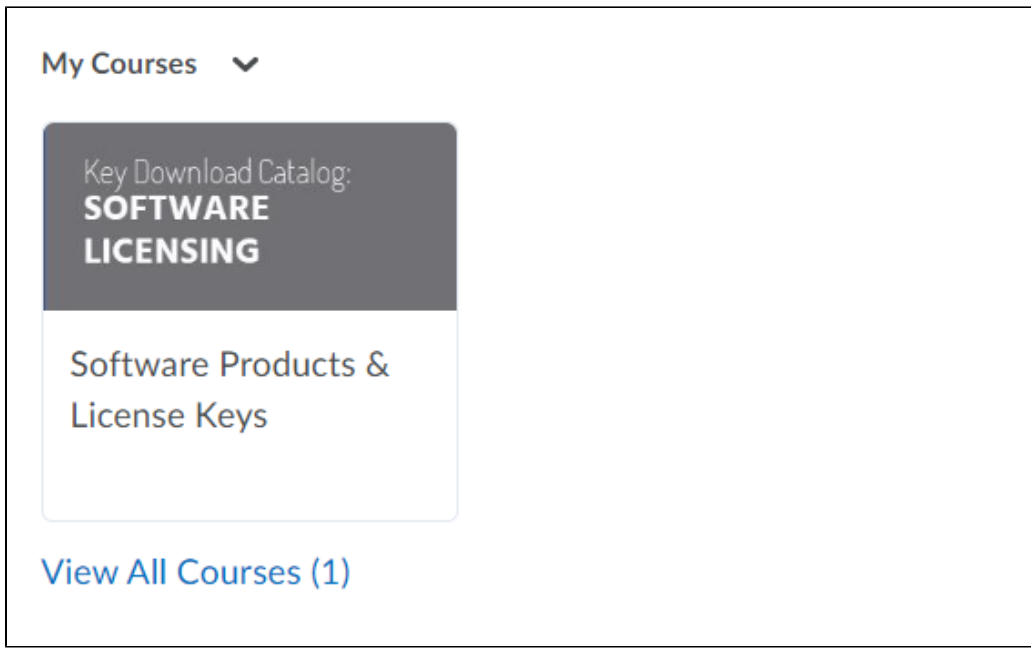 My Courses
Key Download Catalog:
SOFTWARE
LICENSING
Software Products &
License Keys
View All Courses (1)